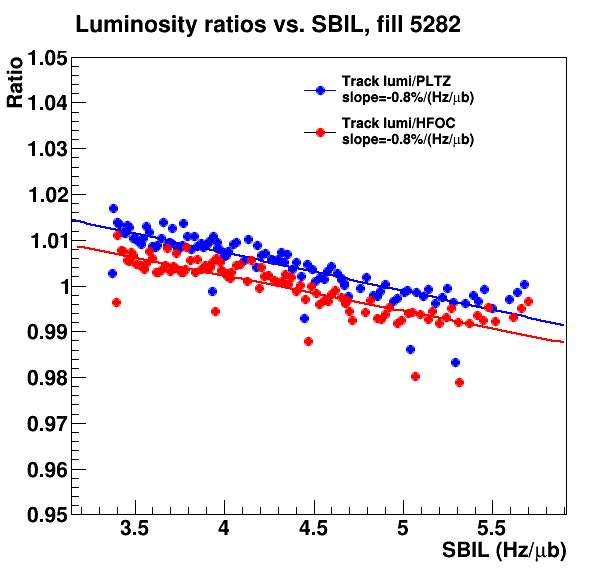 Luminosity ratios vs. SBIL, fill 5282
Ratio
1.05
1.04
1.03
1.02
1.01
1
0.99
0.98
0.97
0.96
0.95
Track lumi/PLTZ
slope=-0.8%/(Hz/μb)
Track lumi/HFOC
slope=-0.8%/(Hz/μb)
3.5 4 4.5 5 5.5
SBIL (Hz/μb)